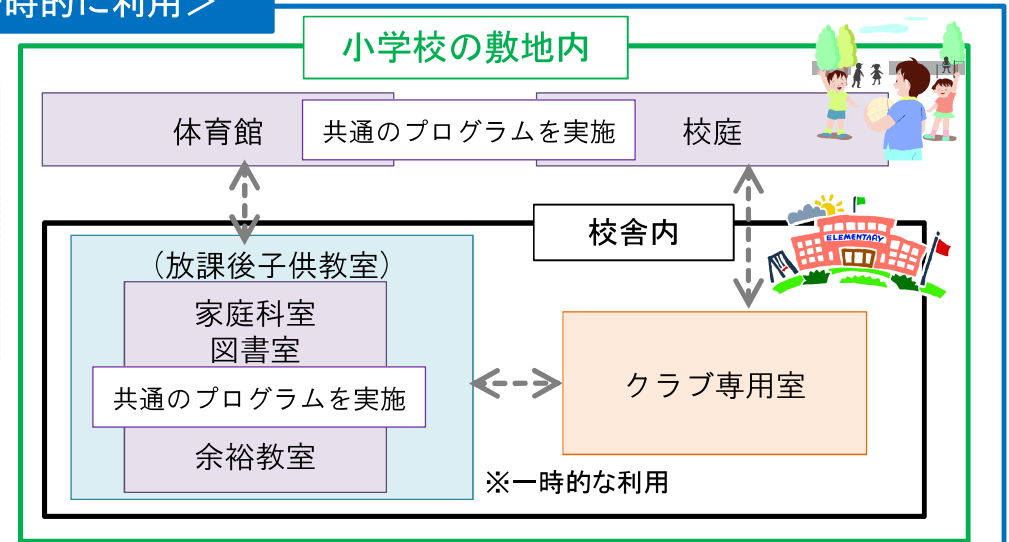 時的に利用＞
小学校の敷地内
体育館
共通のプログラムを実施
校庭
校舎内
ELEMENTARY
（放課後子供教室）
家庭科室
図書室
共通のプログラムを実施
余裕教室
クラブ専用室
※一時的な利用